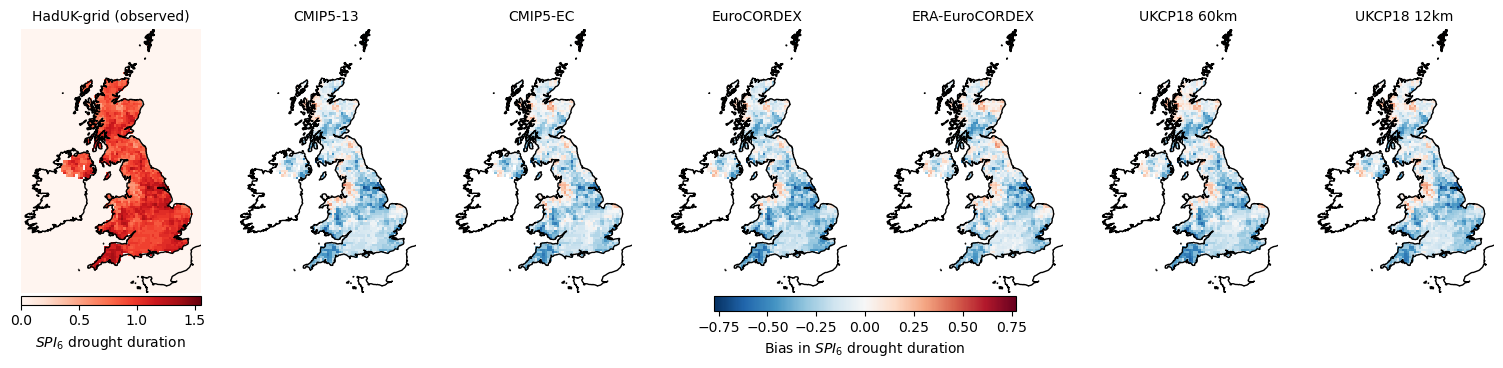 HadUK-grid (observed) CMIP5-13 CMIP5-EC EuroCORDEX ERA-EuroCORDEX UKCP18 60km UKCP18 12km
0.0 0.5 1.0 1.5
SPI6 drought duration
−0.75 −0.50 −0.25 0.00 0.25 0.50 0.75
Bias in SPI6 drought duration